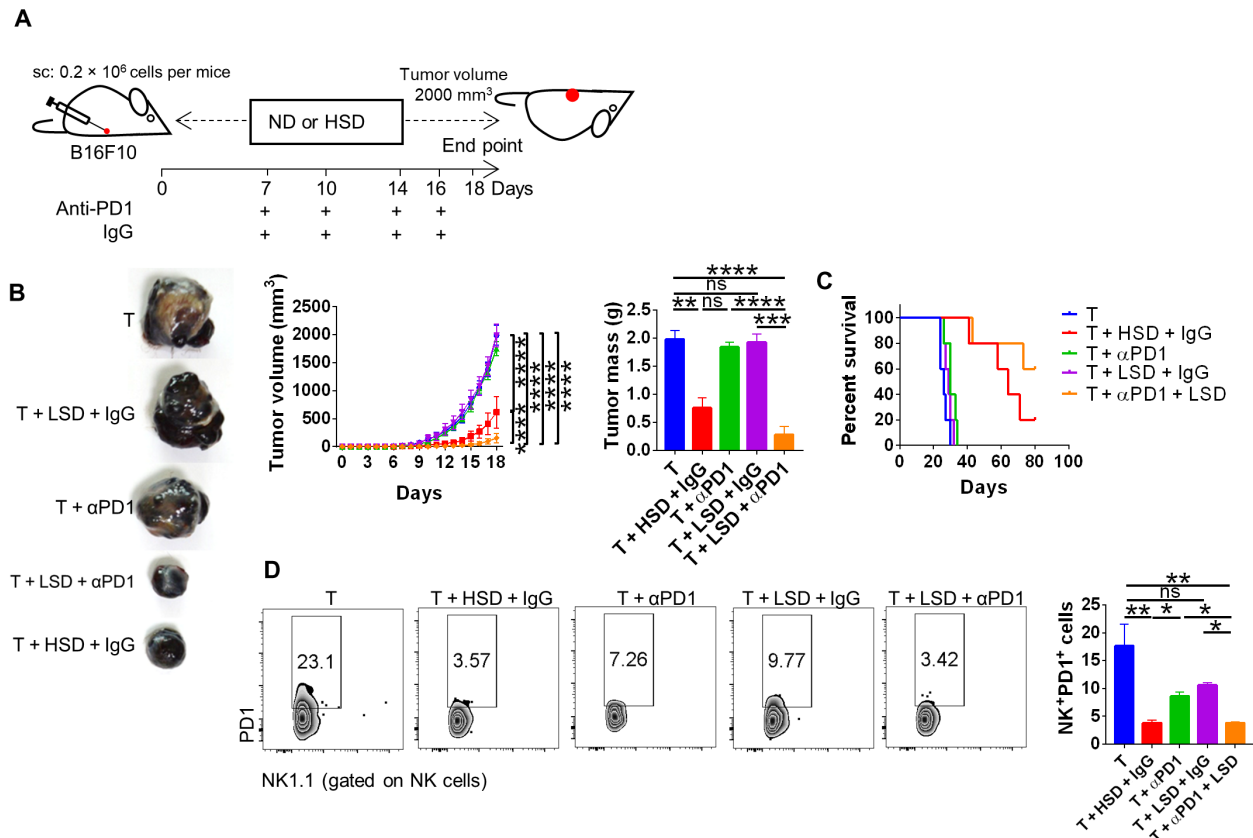 A
sc: 0.2 × 10⁶ cells per mice
Tumor volume
2000 mm³
ND or HSD
B16F10
End point
0 7 10 14 16 18 Days
Anti-PD1 + + + +
IgG + + + +
B
T
T + LSD + IgG
T + αPD1
T + LSD + αPD1
T + HSD + IgG
Tumor volume (mm³)
2500
2000
1500
1000
500
0
0 3 6 9 12 15 18
Days
****
****
****
****
****
Tumor mass (g)
****
ns
** ns ****
***
2.5
2.0
1.5
1.0
0.5
0.0
T
T + HSD + IgG
T + αPD1
T + LSD + IgG
T + LSD + αPD1
C
Percent survival
100
80
60
40
20
0
0 20 40 60 80 100
Days
T
T + HSD + IgG
T + αPD1
T + LSD + IgG
T + αPD1 + LSD
D
T T + HSD + IgG T + αPD1 T + LSD + IgG T + LSD + αPD1
23.1 3.57 7.26 9.77 3.42
PD1
NK1.1 (gated on NK cells)
NK⁺PD1⁺ cells
**
ns
** * *
*
25
20
15
10
5
0
T
T + HSD + IgG
T + αPD1
T + LSD + IgG
T + αPD1 + LSD